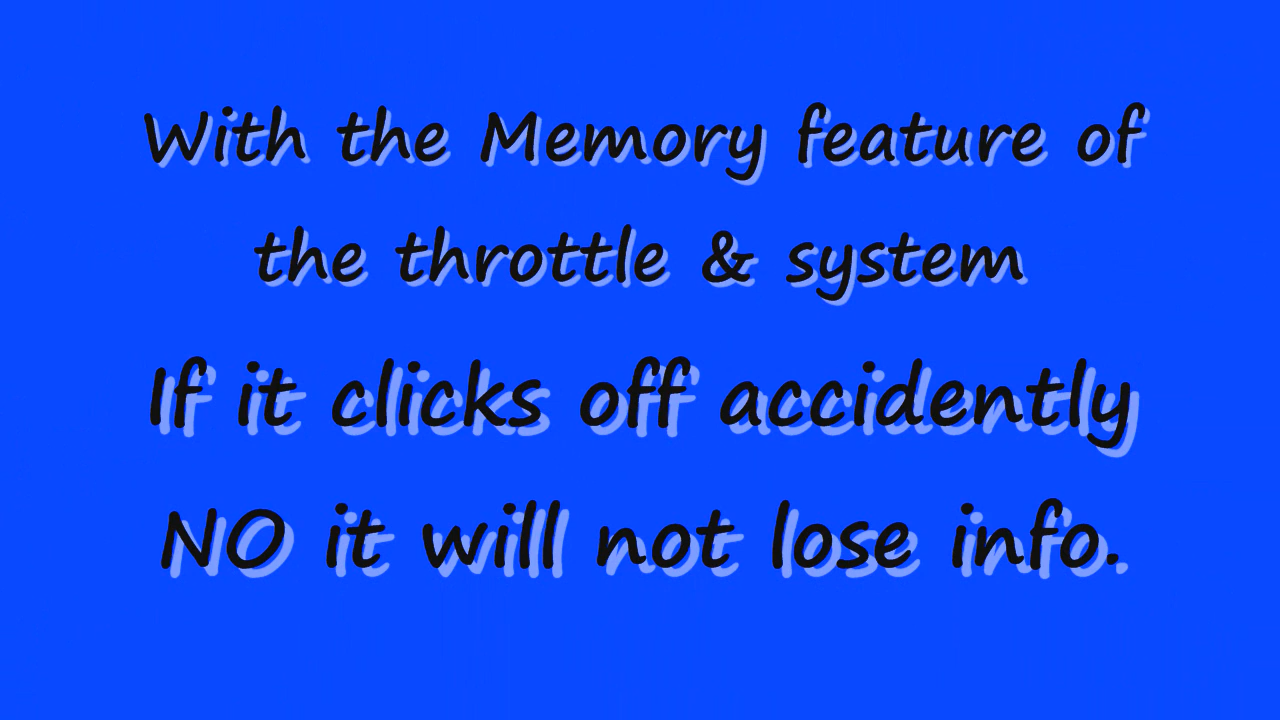 With the Memory feature of
the throttle & system
If it clicks off accidently
NO it will not lose info.